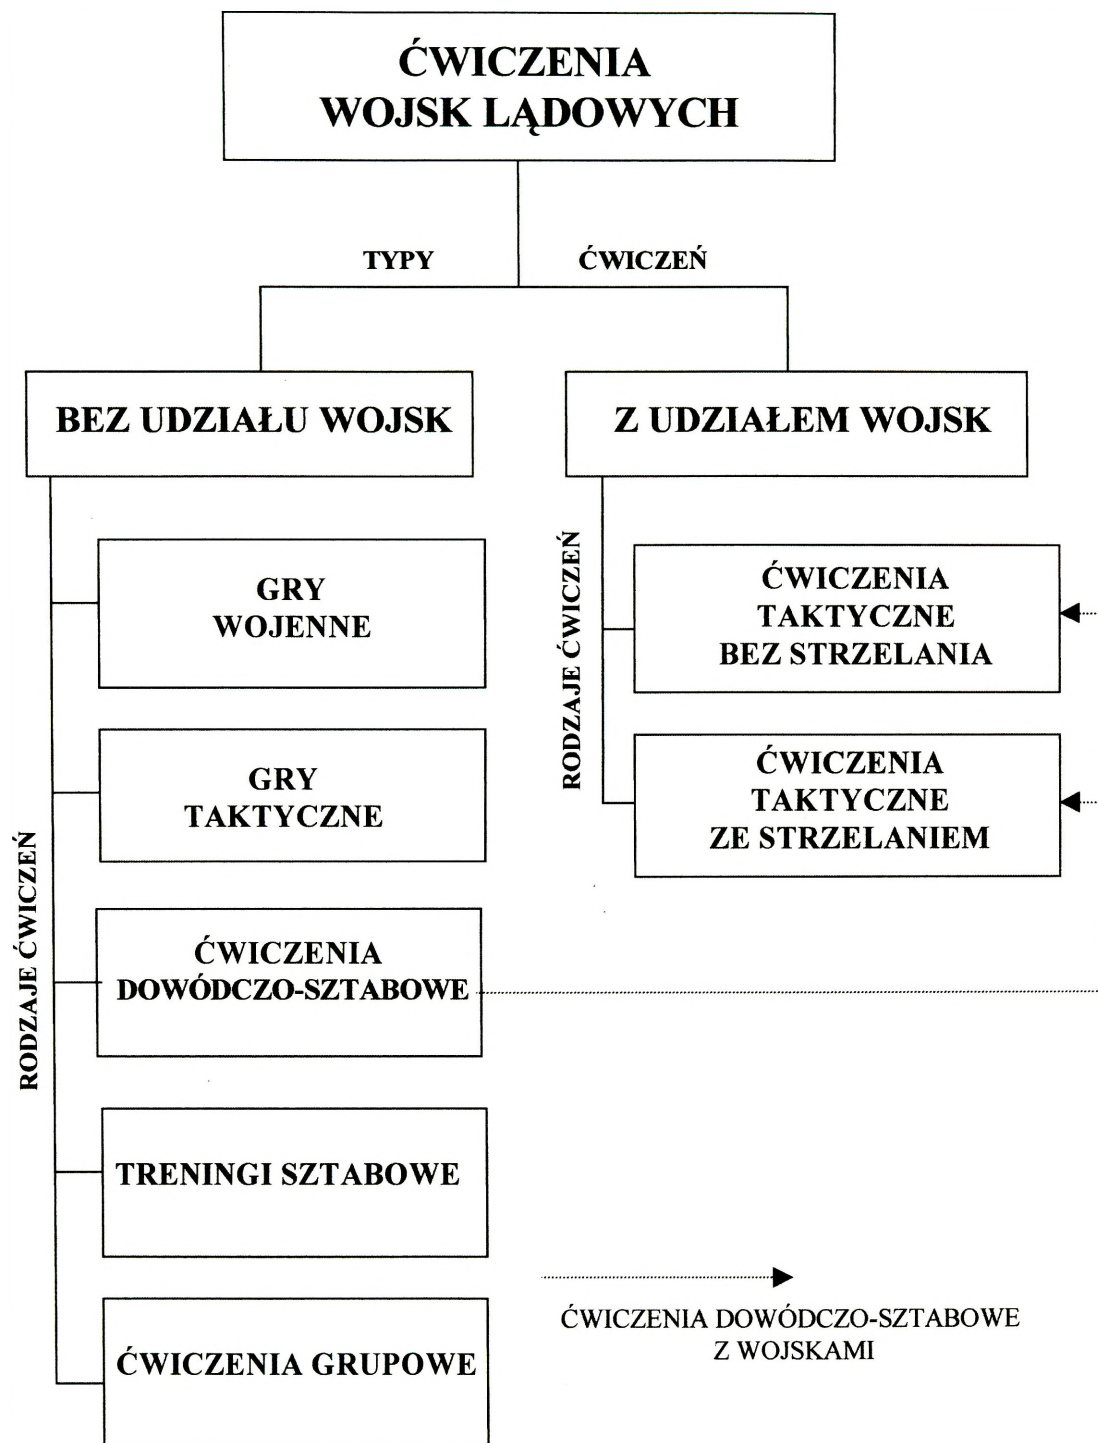 ĆWICZENIA
WOJSK LĄDOWYCH
TYPY ĆWICZEŃ
BEZ UDZIAŁU WOJSK
Z UDZIAŁEM WOJSK
RODZAJE ĆWICZEŃ
GRY
WOJENNE
GRY
TAKTYCZNE
ĆWICZENIA
DOWÓDCZO-SZTABOWE
TRENINGI SZTABOWE
ĆWICZENIA GRUPOWE
RODZAJE ĆWICZEŃ
ĆWICZENIA
TAKTYCZNE
BEZ STRZELANIA
ĆWICZENIA
TAKTYCZNE
ZE STRZELANIEM
ĆWICZENIA DOWÓDCZO-SZTABOWE
Z WOJSKAMI